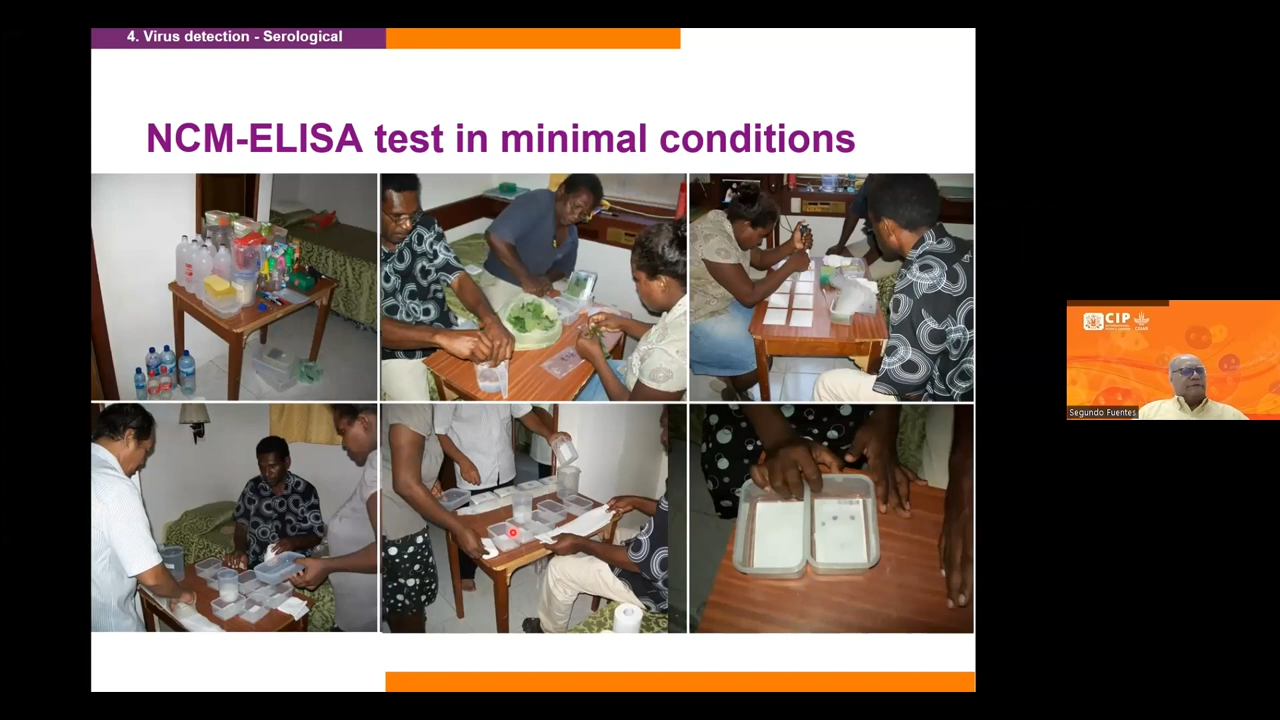 4. Virus detection - Serological
NCM-ELISA test in minimal conditions
CIP
Segundo Fuentes